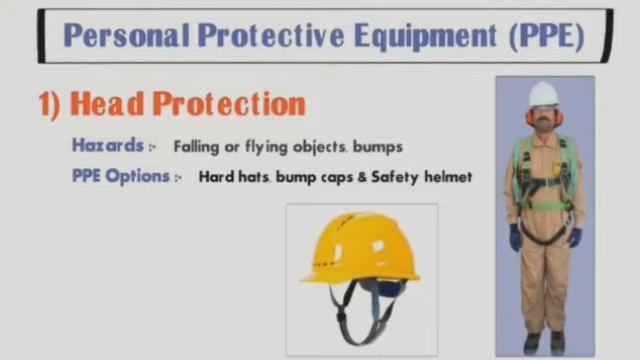 Personal Protective Equipment (PPE)
1) Head Protection
Hazards :- Falling or flying objects. bumps
PPE Options :- Hard hats. bump caps & Safety helmet